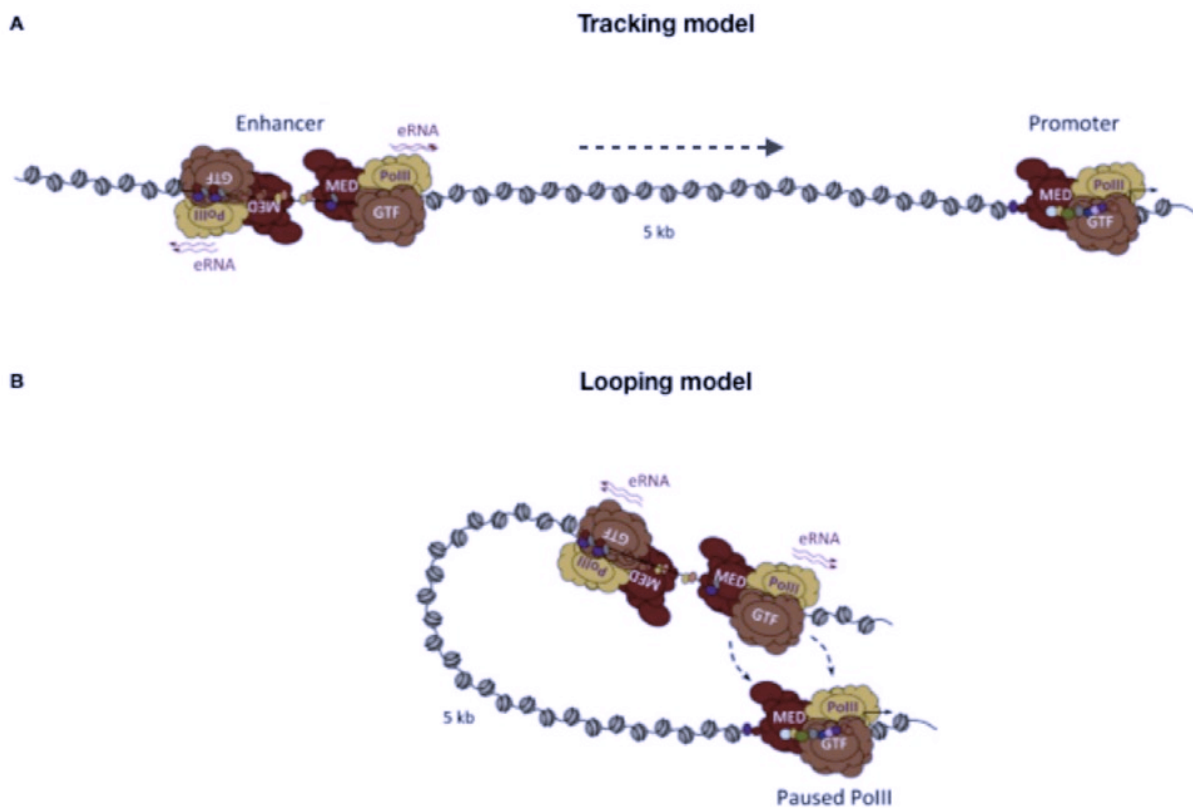 A
Tracking model
Enhancer
eRNA
Promoter
GTF
MED
MED
PolII
PolII
GTF
MED
PolII
GTF
5 kb
eRNA
B
Looping model
eRNA
GTF
PolII
MED
eRNA
MED
PolII
GTF
5 kb
MED
PolII
GTF
Paused PolII